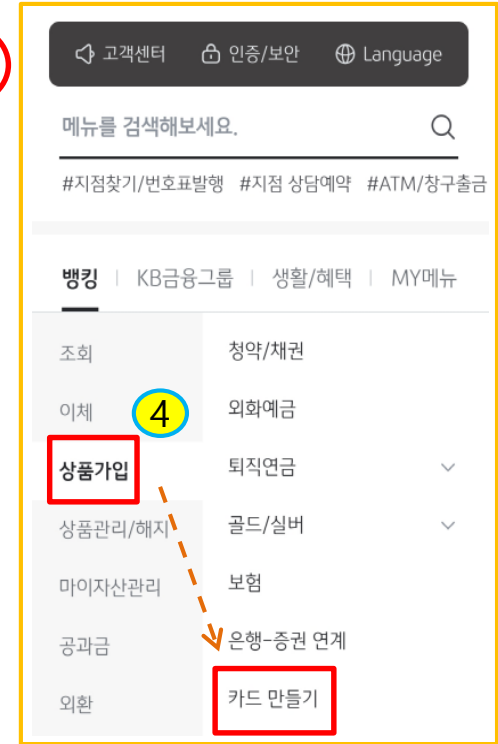 고객센터 인증/보안 Language
메뉴를 검색해보세요.
#지점찾기/번호표발행 #지점 상담예약 #ATM/창구출금
뱅킹 KB금융그룹 생활/혜택 MY메뉴
조회 청약/채권
이체 4 외화예금
상품가입 퇴직연금
상품관리/해지 골드/실버
마이자산관리 보험
공과금 은행-증권 연계
외환 카드 만들기